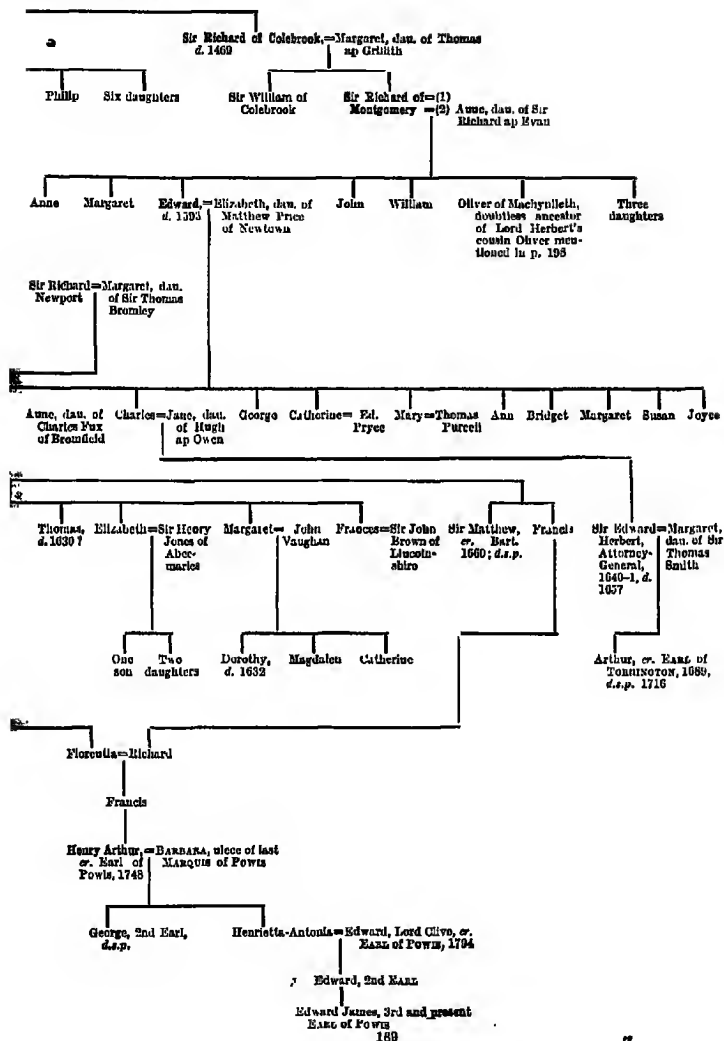 Sir Richard of Colebrook,=Margaret, dau. of Thomas
d. 1469 ap Griffith
Philip Six daughters Sir William of Sir Richard of=(1)
Colebrook Montgomery =(2) Anne, dau. of Sir
Richard ap Evan
Anne Margaret Edward,=Elizabeth, dau. of John William Oliver of Machynlleth, Three
d. 1593 Matthew Price doubtless ancestor daughters
of Newtown of Lord Herbert's
cousin Oliver men-
tioned in p. 198
Sir Richard=Margaret, dau.
Newport of Sir Thomas
Bromley
Anne, dau. of Charles=Jane, dau. George Catherine=Ed. Mary=Thomas Ann Bridget Margaret Susan Joyce
Charles Fox of Hugh Pryce Purcell
of Bromfield ap Owen
Thomas, Elizabeth=Sir Henry Margaret=John Frances=Sir John Sir Matthew, Francis Sir Edward=Margaret,
d. 1630? Jones of Vaughan Brown of cr. Bart. Herbert, dau. of Sir
Aber- Lincoln- 1660; d.s.p. Attorney- Thomas
marles shire General, Smith
1640-1, d.
1657
One Two Dorothy, Magdalen Catherine Arthur, cr. EARL OF
son daughters d. 1632 TORRINGTON, 1689,
d.s.p. 1716
Florentia=Richard
Francis
Henry Arthur,=BARBARA, niece of last
cr. Earl of MARQUIS OF POWIS
Powis, 1748
George, 2nd Earl, Henrietta-Antonia=Edward, Lord Clive, cr.
d.s.p. EARL OF POWIS, 1794
Edward, 2nd EARL
Edward James, 3rd and present
EARL OF POWIS
189